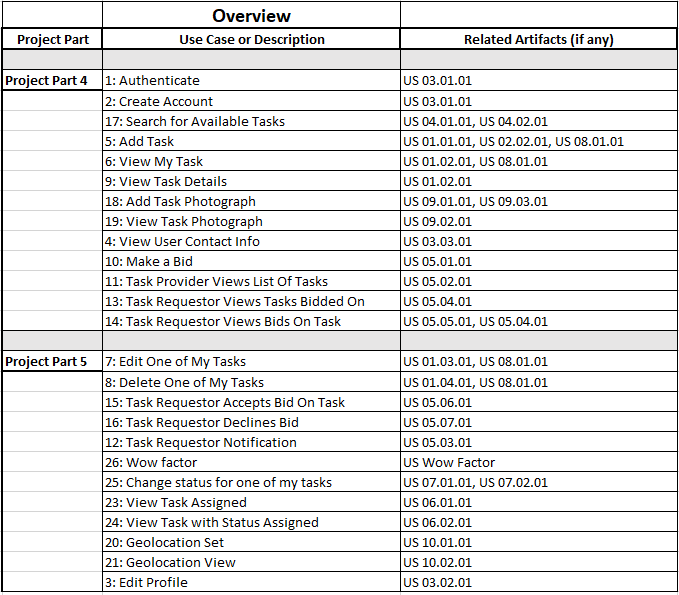 Overview
Project Part Use Case or Description Related Artifacts (if any)
Project Part 4 1: Authenticate US 03.01.01
2: Create Account US 03.01.01
17: Search for Available Tasks US 04.01.01, US 04.02.01
5: Add Task US 01.01.01, US 02.02.01, US 08.01.01
6: View My Task US 01.02.01, US 08.01.01
9: View Task Details US 01.02.01
18: Add Task Photograph US 09.01.01, US 09.03.01
19: View Task Photograph US 09.02.01
4: View User Contact Info US 03.03.01
10: Make a Bid US 05.01.01
11: Task Provider Views List Of Tasks US 05.02.01
13: Task Requestor Views Tasks Bidded On US 05.04.01
14: Task Requestor Views Bids On Task US 05.05.01, US 05.04.01
Project Part 5 7: Edit One of My Tasks US 01.03.01, US 08.01.01
8: Delete One of My Tasks US 01.04.01, US 08.01.01
15: Task Requestor Accepts Bid On Task US 05.06.01
16: Task Requestor Declines Bid US 05.07.01
12: Task Requestor Notification US 05.03.01
26: Wow factor US Wow Factor
25: Change status for one of my tasks US 07.01.01, US 07.02.01
23: View Task Assigned US 06.01.01
24: View Task with Status Assigned US 06.02.01
20: Geolocation Set US 10.01.01
21: Geolocation View US 10.02.01
3: Edit Profile US 03.02.01